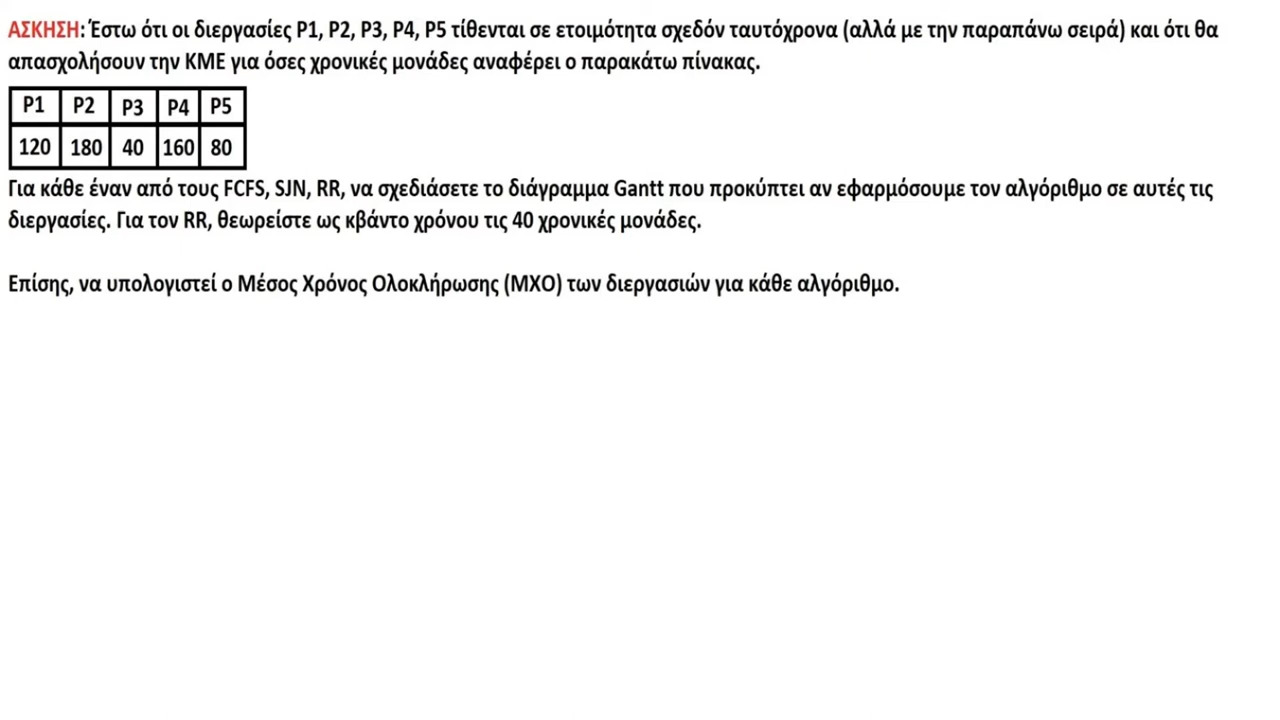 ΑΣΚΗΣΗ: Έστω ότι οι διεργασίες P1, P2, P3, P4, P5 τίθενται σε ετοιμότητα σχεδόν ταυτόχρονα (αλλά με την παραπάνω σειρά) και ότι θα
απασχολήσουν την ΚΜΕ για όσες χρονικές μονάδες αναφέρει ο παρακάτω πίνακας.
P1 P2 P3 P4 P5
120 180 40 160 80
Για κάθε έναν από τους FCFS, SJN, RR, να σχεδιάσετε το διάγραμμα Gantt που προκύπτει αν εφαρμόσουμε τον αλγόριθμο σε αυτές τις
διεργασίες. Για τον RR, θεωρείστε ως κβάντο χρόνου τις 40 χρονικές μονάδες.
Επίσης, να υπολογιστεί ο Μέσος Χρόνος Ολοκλήρωσης (ΜΧΟ) των διεργασιών για κάθε αλγόριθμο.